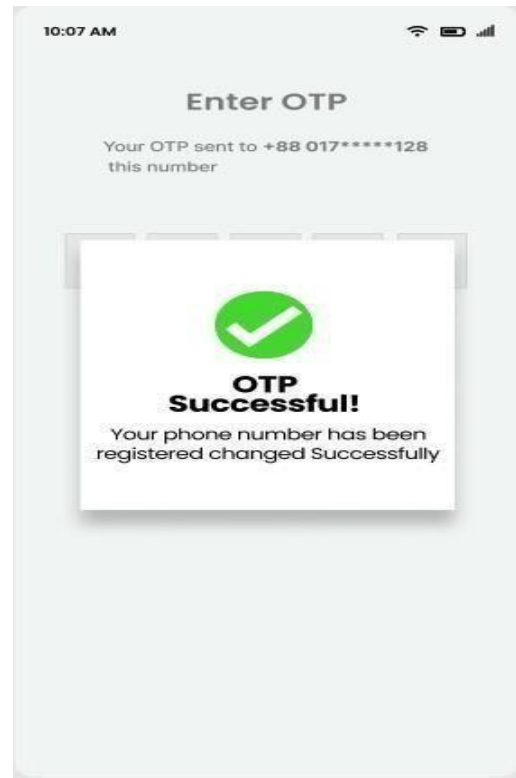 10:07 AM
Enter OTP
Your OTP sent to +88 017*****128
this number
OTP
Successful!
Your phone number has been
registered changed Successfully